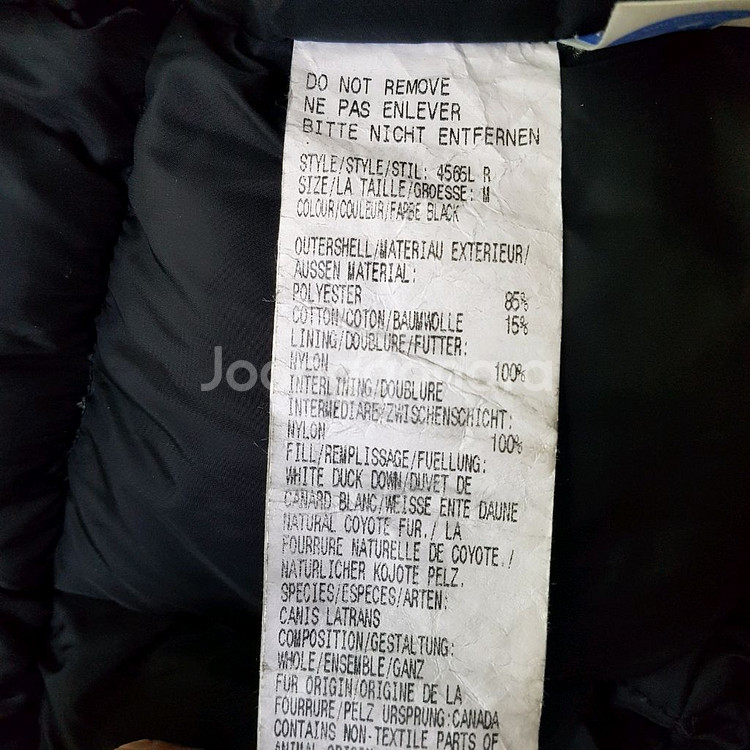 DO NOT REMOVE
NE PAS ENLEVER
BITTE NICHT ENTFERNEN
STYLE/STYLE/STIL: 4565L R
SIZE/LA TAILLE/GROESSE: M
COLOUR/COULEUR/FARBE BLACK
OUTERSHELL/MATERIAU EXTERIEUR/
AUSSEN MATERIAL:
POLYESTER 85%
COTTON/COTON/BAUMWOLLE 15%
LINING/DOUBLURE/FUTTER:
NYLON 100%
INTERLINING/DOUBLURE
INTERMEDIARE/ZWISCHENSCHICHT:
NYLON 100%
FILL/REMPLISSAGE/FUELLUNG:
WHITE DUCK DOWN/DUVET DE
CANARD BLANC/WEISSE ENTE DAUNE
NATURAL COYOTE FUR./ LA
FOURRURE NATURELLE DE COYOTE./
NATURLICHER KOJOTE PELZ.
SPECIES/ESPECES/ARTEN:
CANIS LATRANS
COMPOSITION/GESTALTUNG:
WHOLE/ENSEMBLE/GANZ
FUR ORIGIN/ORIGINE DE LA
FOURRURE/PELZ URSPRUNG:CANADA
CONTAINS NON-TEXTILE PARTS OF
ANIMAL ORIGIN